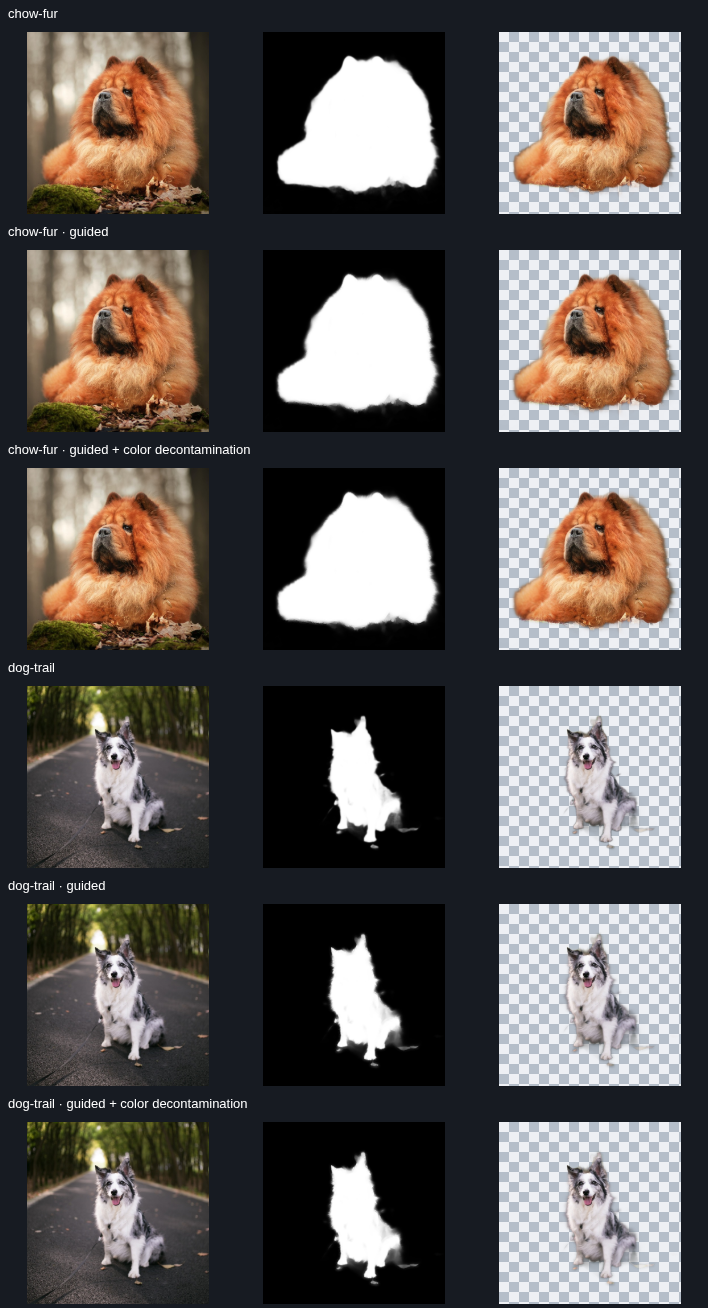 chow-fur
chow-fur · guided
chow-fur · guided + color decontamination
dog-trail
dog-trail · guided
dog-trail · guided + color decontamination